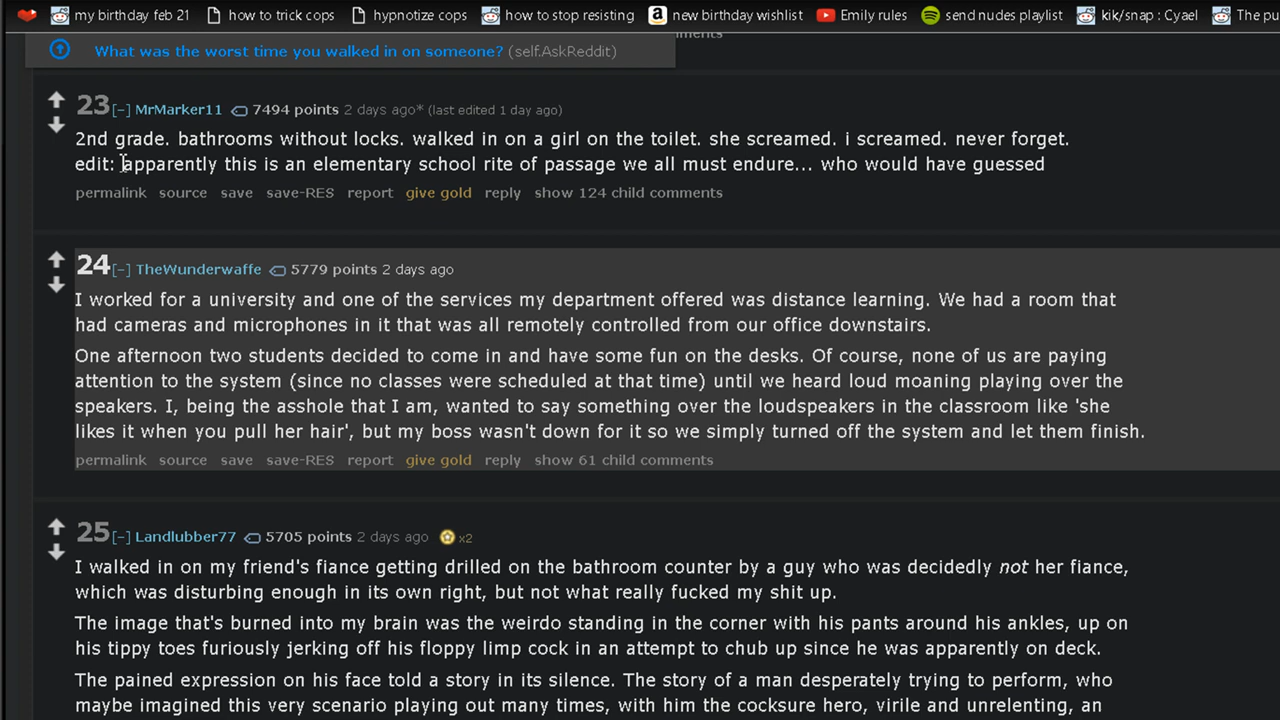 my birthday feb 21 how to trick cops hypnotize cops how to stop resisting new birthday wishlist Emily rules send nudes playlist kik/snap : Cyael The pu
What was the worst time you walked in on someone? (self.AskReddit)
23 [-] MrMarker11 7494 points 2 days ago* (last edited 1 day ago)
2nd grade. bathrooms without locks. walked in on a girl on the toilet. she screamed. i screamed. never forget.
edit: apparently this is an elementary school rite of passage we all must endure... who would have guessed
permalink source save save-RES report give gold reply show 124 child comments
24 [-] TheWunderwaffe 5779 points 2 days ago
I worked for a university and one of the services my department offered was distance learning. We had a room that
had cameras and microphones in it that was all remotely controlled from our office downstairs.
One afternoon two students decided to come in and have some fun on the desks. Of course, none of us are paying
attention to the system (since no classes were scheduled at that time) until we heard loud moaning playing over the
speakers. I, being the asshole that I am, wanted to say something over the loudspeakers in the classroom like 'she
likes it when you pull her hair', but my boss wasn't down for it so we simply turned off the system and let them finish.
permalink source save save-RES report give gold reply show 61 child comments
25 [-] Landlubber77 5705 points 2 days ago x2
I walked in on my friend's fiance getting drilled on the bathroom counter by a guy who was decidedly not her fiance,
which was disturbing enough in its own right, but not what really fucked my shit up.
The image that's burned into my brain was the weirdo standing in the corner with his pants around his ankles, up on
his tippy toes furiously jerking off his floppy limp cock in an attempt to chub up since he was apparently on deck.
The pained expression on his face told a story in its silence. The story of a man desperately trying to perform, who
maybe imagined this very scenario playing out many times, with him the cocksure hero, virile and unrelenting, an